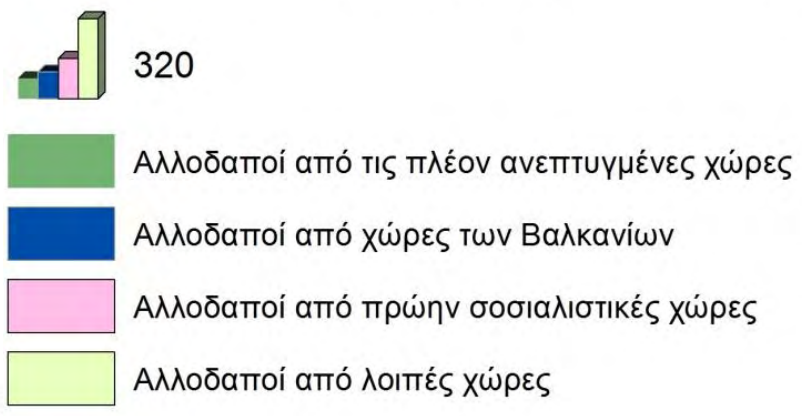 320
Αλλοδαποί από τις πλέον ανεπτυγμένες χώρες
Αλλοδαποί από χώρες των Βαλκανίων
Αλλοδαποί από πρώην σοσιαλιστικές χώρες
Αλλοδαποί από λοιπές χώρες